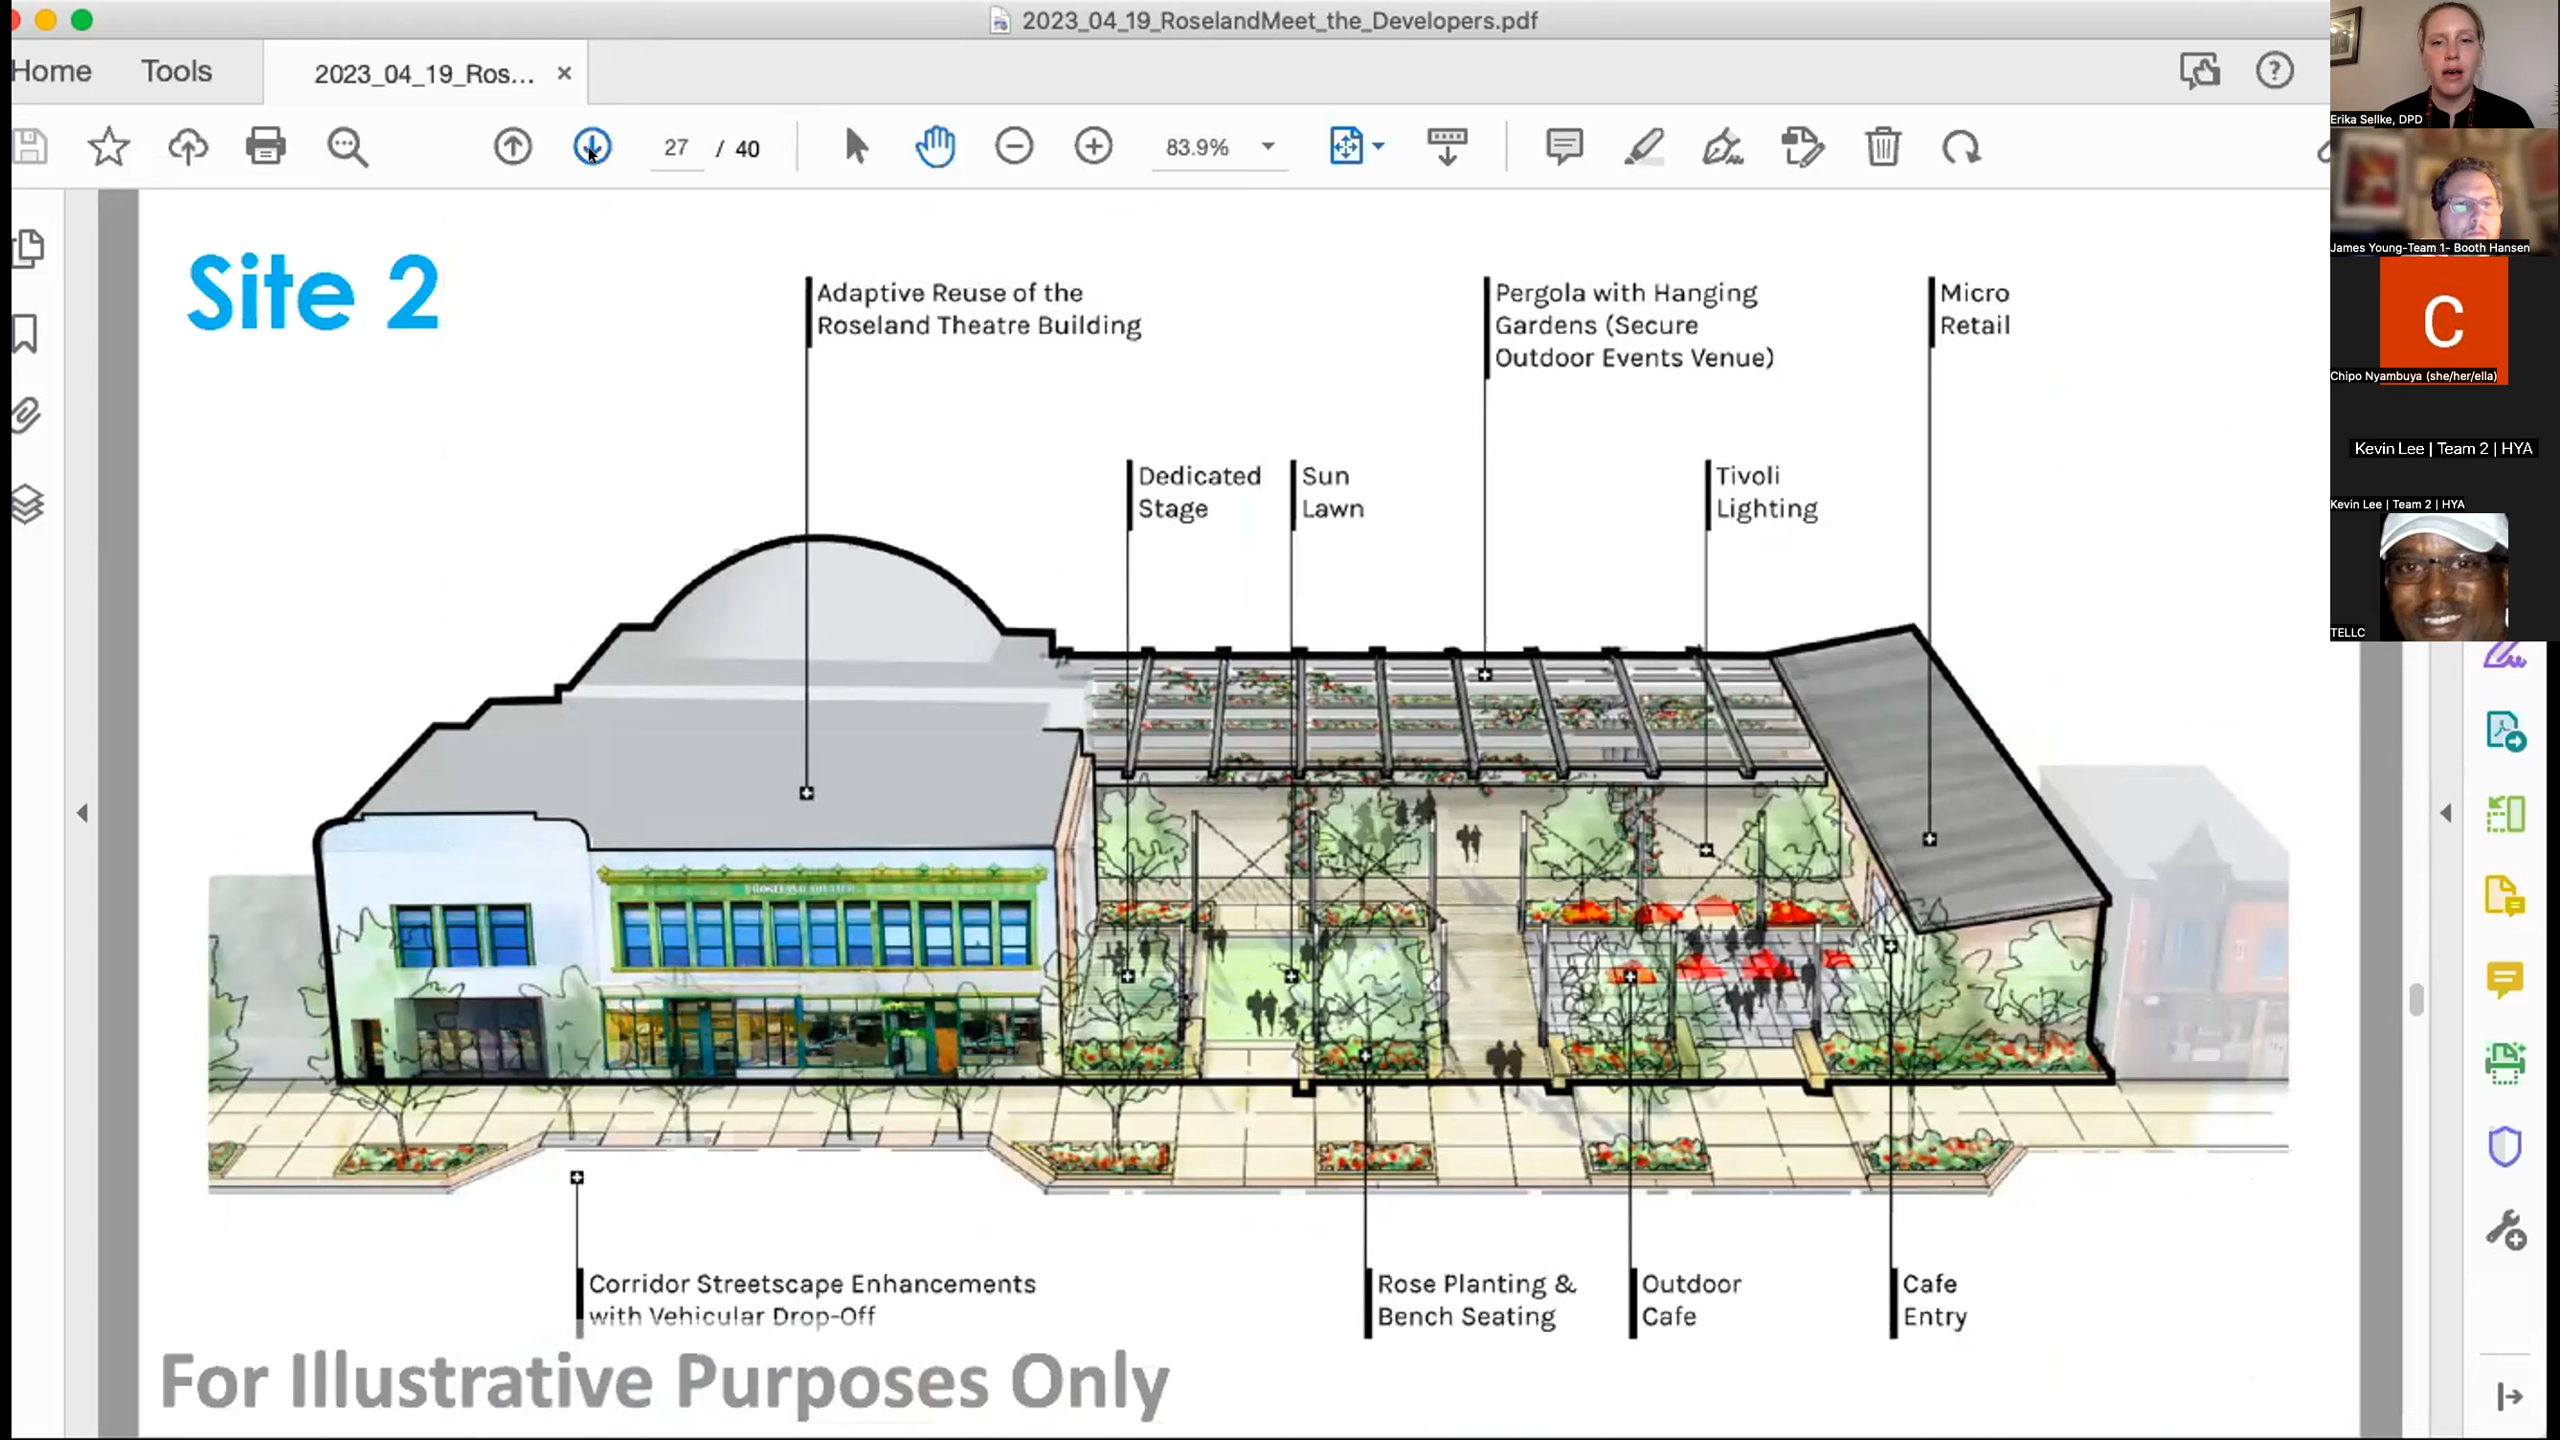 2023_04_19_RoselandMeet_the_Developers.pdf
Home
Tools
2023_04_19_Ros...
27 / 40
83.9%
Site 2
Adaptive Reuse of the
Roseland Theatre Building
Pergola with Hanging
Gardens (Secure
Outdoor Events Venue)
Micro
Retail
Dedicated
Stage
Sun
Lawn
Tivoli
Lighting
ROSELAND THEATER
Corridor Streetscape Enhancements
with Vehicular Drop-Off
Rose Planting &
Bench Seating
Outdoor
Cafe
Cafe
Entry
For Illustrative Purposes Only
Erika Sellke, DPD
James Young-Team 1- Booth Hansen
C
Chipo Nyambuya (she/her/ella)
Kevin Lee | Team 2 | HYA
Kevin Lee | Team 2 | HYA
TELLC